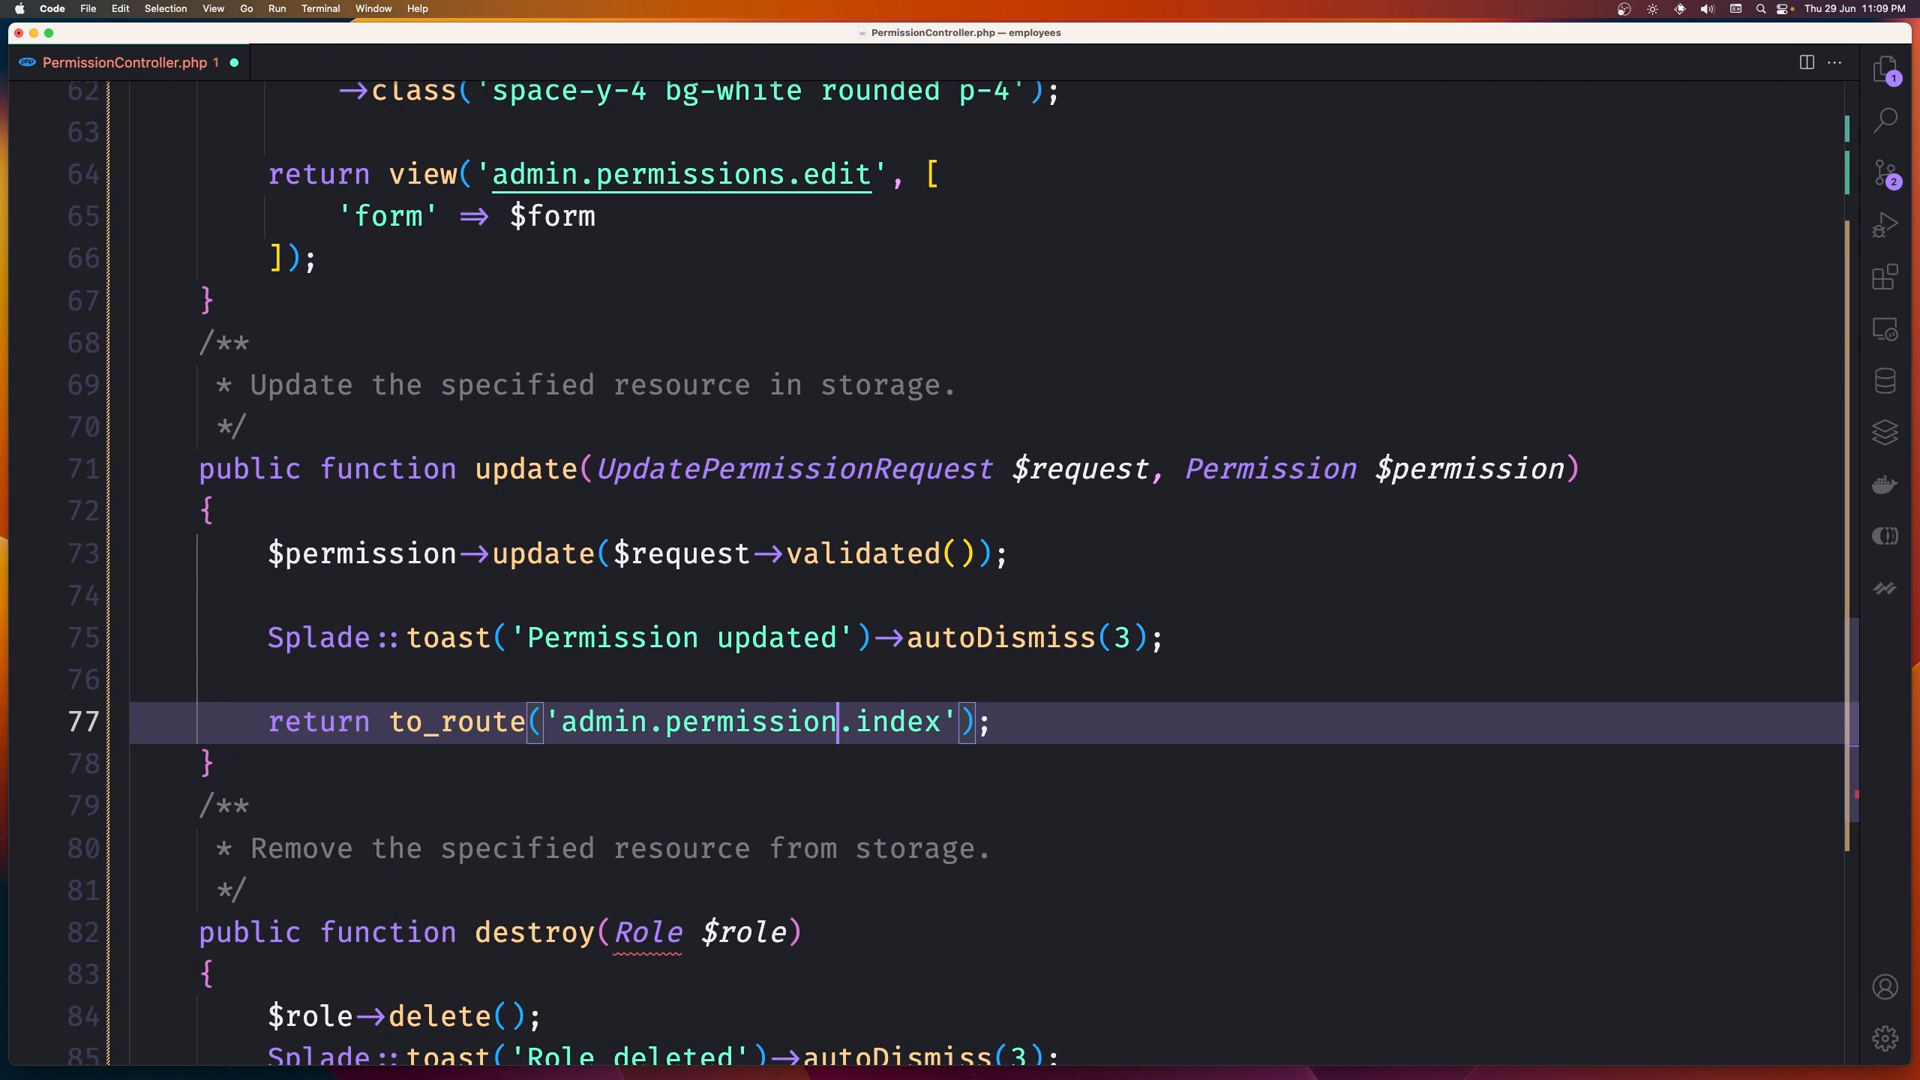 Code File Edit Selection View Go Run Terminal Window Help Thu 29 Jun 11:09 PM
PermissionController.php — employees
php PermissionController.php 1
62 ->class('space-y-4 bg-white rounded p-4');
63
64 return view('admin.permissions.edit', [
65 'form' => $form
66 ]);
67 }
68 /**
69 * Update the specified resource in storage.
70 */
71 public function update(UpdatePermissionRequest $request, Permission $permission)
72 {
73 $permission->update($request->validated());
74
75 Splade::toast('Permission updated')->autoDismiss(3);
76
77 return to_route('admin.permission.index');
78 }
79 /**
80 * Remove the specified resource from storage.
81 */
82 public function destroy(Role $role)
83 {
84 $role->delete();
85 Splade::toast('Role deleted')->autoDismiss(3);
1
2